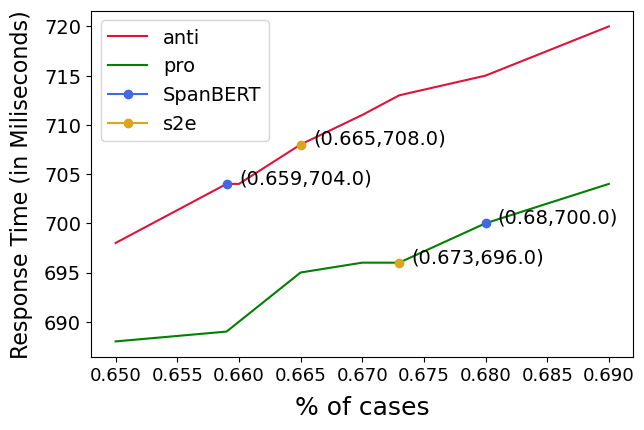 Response Time (in Miliseconds)
720
715
710
705
700
695
690
anti
pro
SpanBERT
s2e
(0.665,708.0)
(0.659,704.0)
(0.68,700.0)
(0.673,696.0)
0.650 0.655 0.660 0.665 0.670 0.675 0.680 0.685 0.690
% of cases